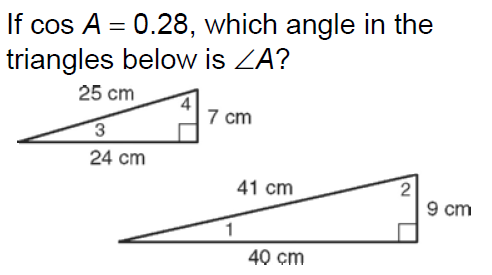 If cos A = 0.28, which angle in the
triangles below is ∠A?
25 cm
4
7 cm
3
24 cm
41 cm
2
9 cm
1
40 cm